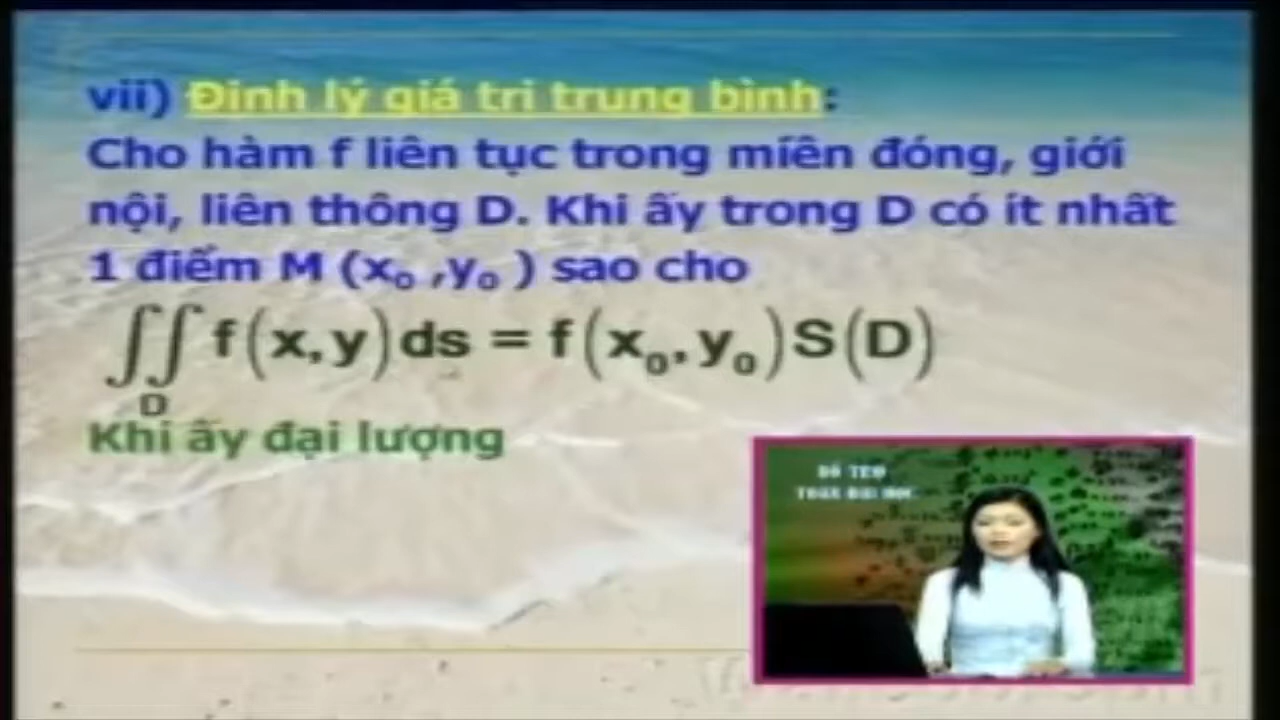 vii) Định lý giá trị trung bình:
Cho hàm f liên tục trong miền đóng, giới
nội, liên thông D. Khi ấy trong D có ít nhất
1 điểm M (x₀ ,y₀ ) sao cho
∬ f(x,y)ds = f(x₀,y₀)S(D)
D
Khi ấy đại lượng